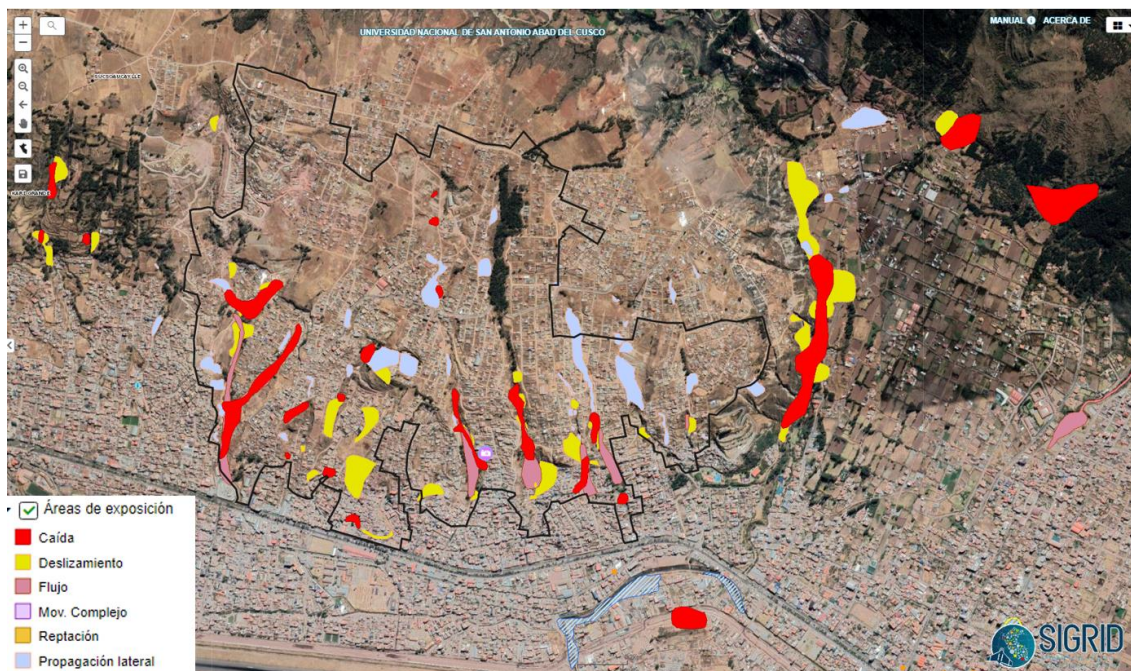 MANUAL ACERCA DE
UNIVERSIDAD NACIONAL DE SAN ANTONIO ABAD DEL CUSCO
Áreas de exposición
Caída
Deslizamiento
Flujo
Mov. Complejo
Reptación
Propagación lateral
SIGRID